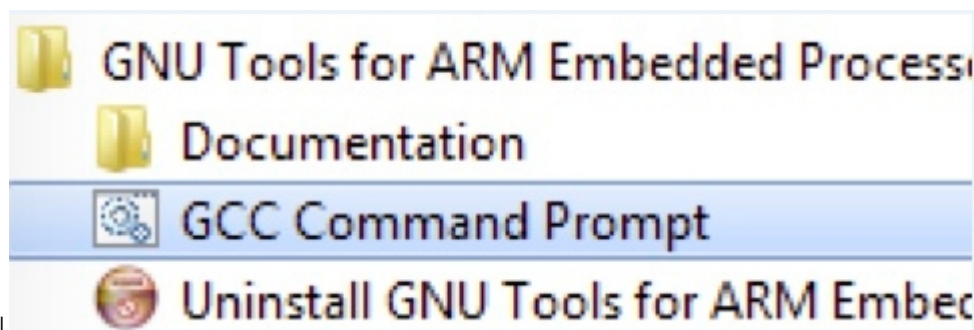 GNU Tools for ARM Embedded Process
Documentation
GCC Command Prompt
Uninstall GNU Tools for ARM Embed